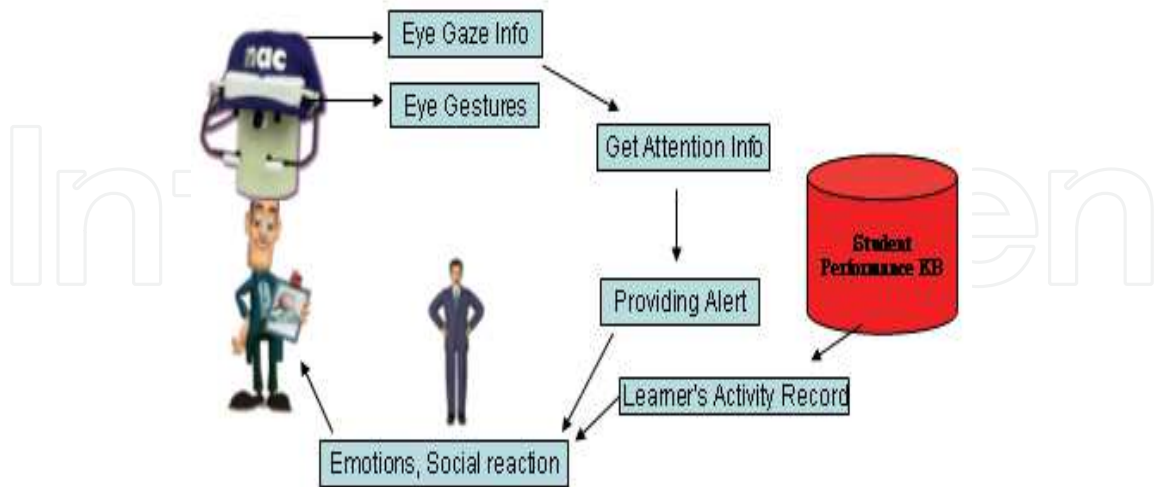 Eye Gaze Info
nac
Eye Gestures
Get Attention Info
Student
Performance KB
Providing Alert
Learner's Activity Record
Emotions, Social reaction